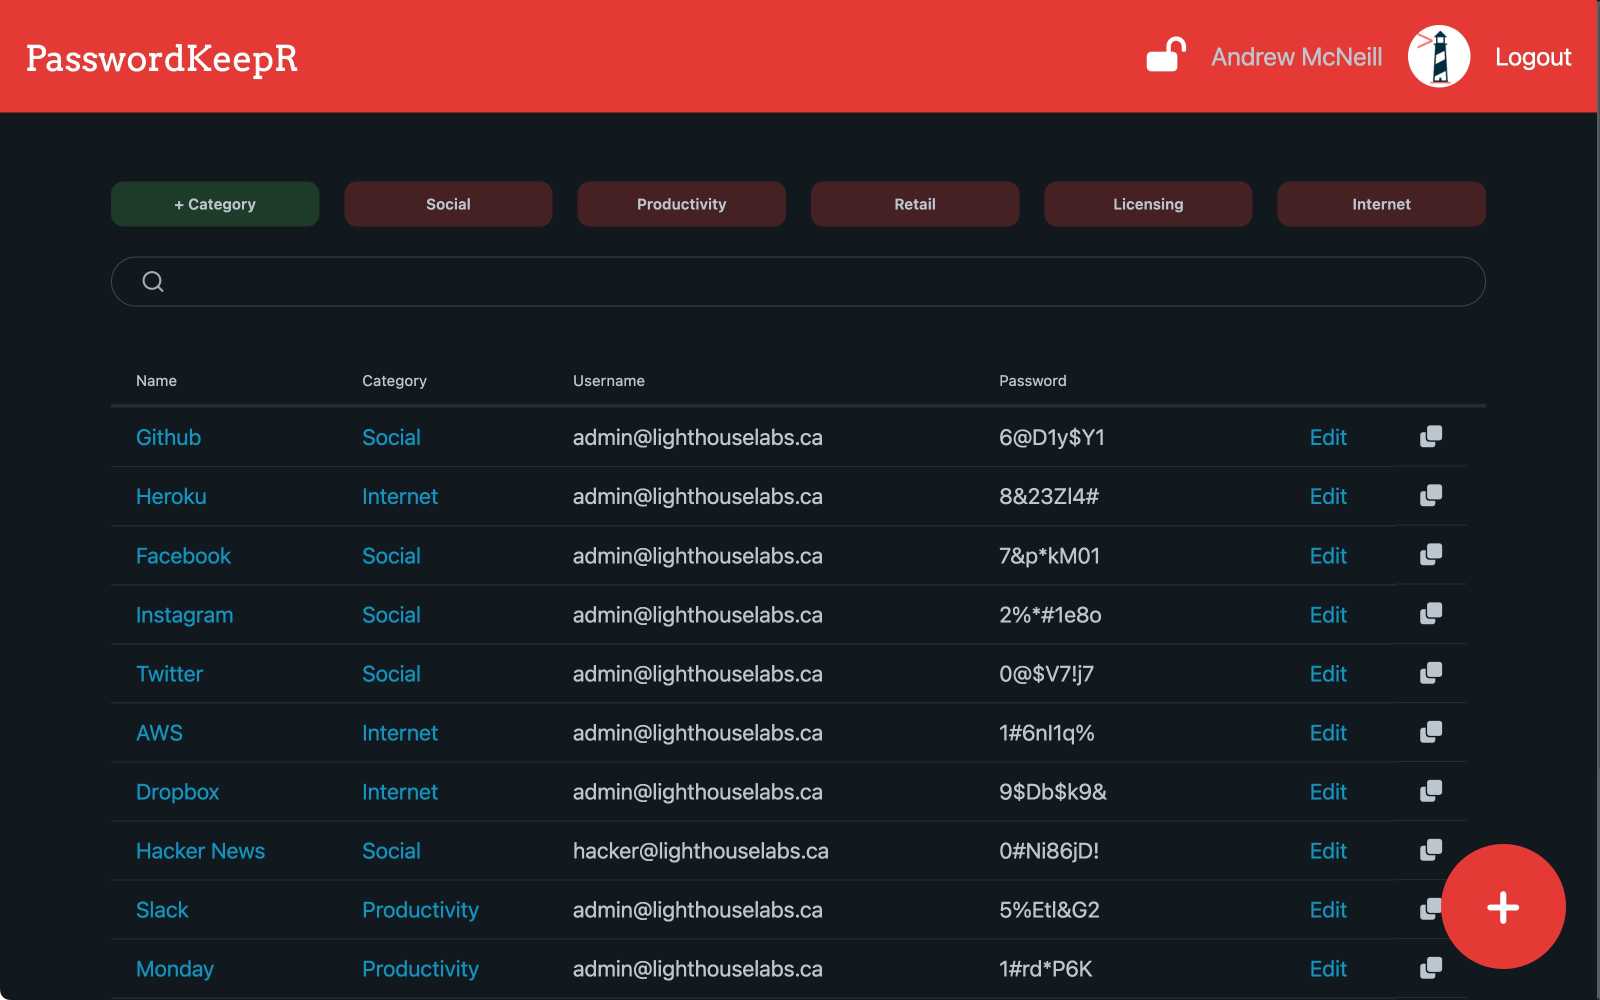 PasswordKeepR Andrew McNeill Logout
+ Category Social Productivity Retail Licensing Internet
Name Category Username Password
Github Social admin@lighthouselabs.ca 6@D1y$Y1 Edit
Heroku Internet admin@lighthouselabs.ca 8&23Zl4# Edit
Facebook Social admin@lighthouselabs.ca 7&p*kM01 Edit
Instagram Social admin@lighthouselabs.ca 2%*#1e8o Edit
Twitter Social admin@lighthouselabs.ca 0@$V7!j7 Edit
AWS Internet admin@lighthouselabs.ca 1#6nI1q% Edit
Dropbox Internet admin@lighthouselabs.ca 9$Db$k9& Edit
Hacker News Social hacker@lighthouselabs.ca 0#Ni86jD! Edit
Slack Productivity admin@lighthouselabs.ca 5%Etl&G2 Edit
Monday Productivity admin@lighthouselabs.ca 1#rd*P6K Edit